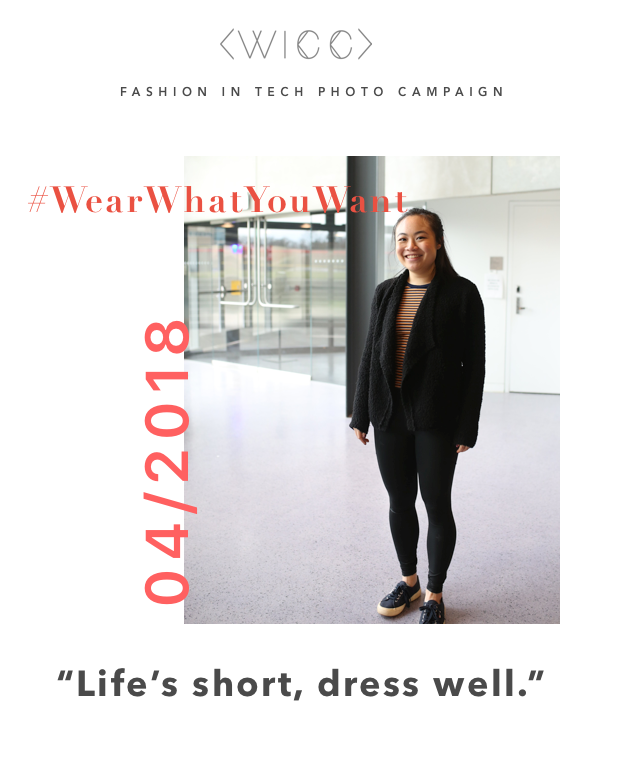 <WICC>
FASHION IN TECH PHOTO CAMPAIGN
#WearWhatYouWant
04/2018
“Life’s short, dress well.”